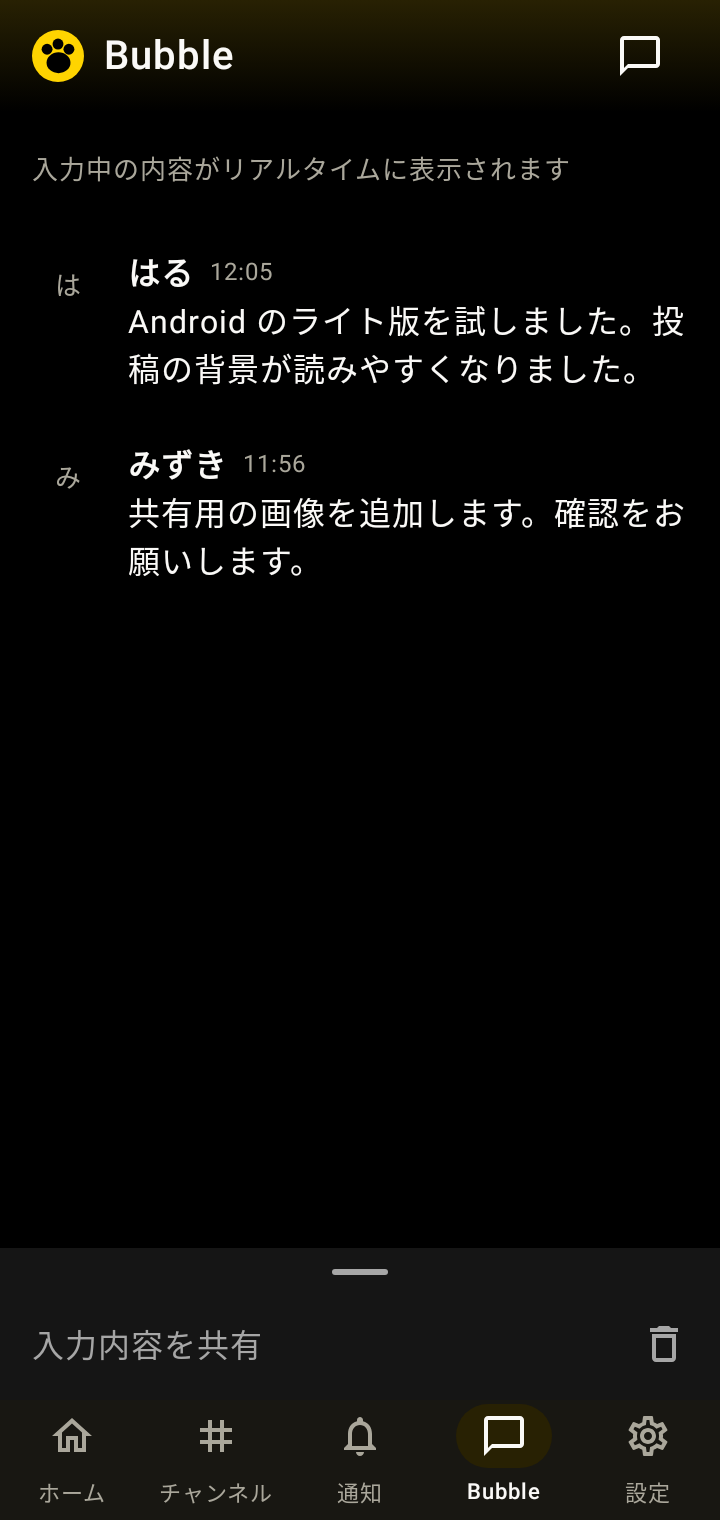 Bubble
入力中の内容がリアルタイムに表示されます
は
はる 12:05
Android のライト版を試しました。投
稿の背景が読みやすくなりました。
み
みずき 11:56
共有用の画像を追加します。確認をお
願いします。
入力内容を共有
ホーム チャンネル 通知 Bubble 設定